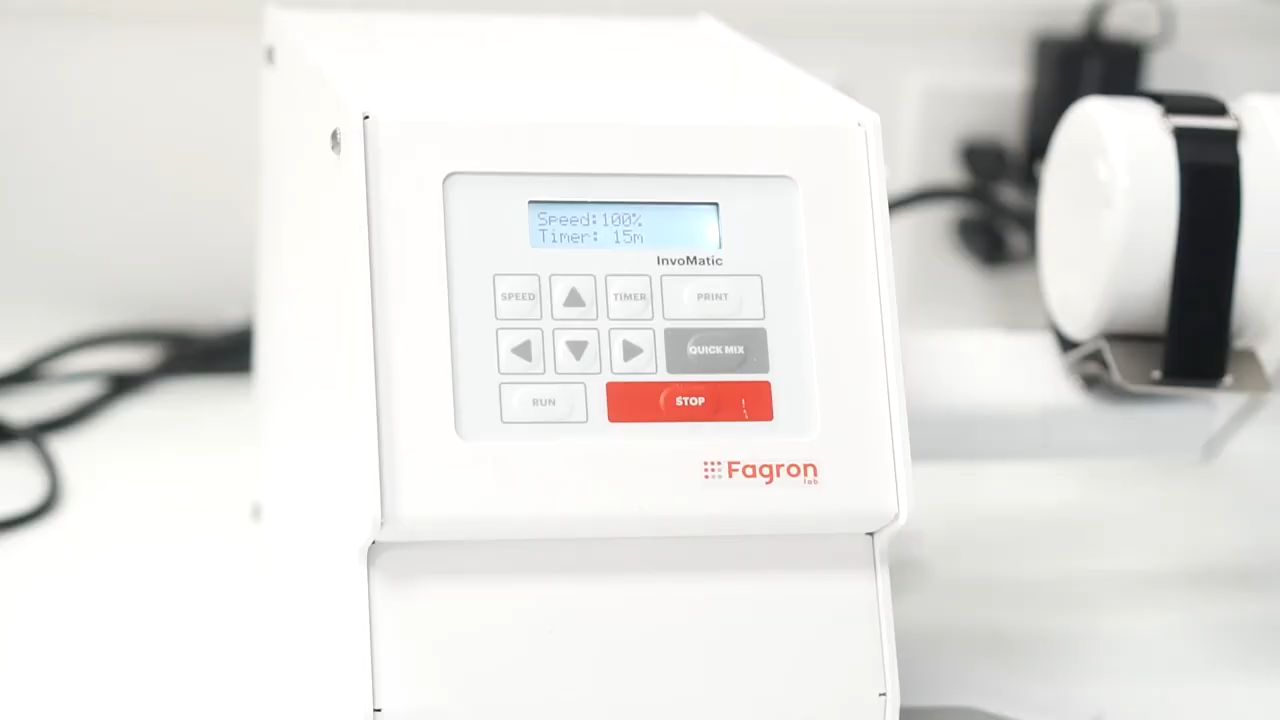 Speed:100%
Timer: 15m
InvoMatic
SPEED
TIMER
PRINT
QUICK MIX
RUN
STOP
Fagron
lab